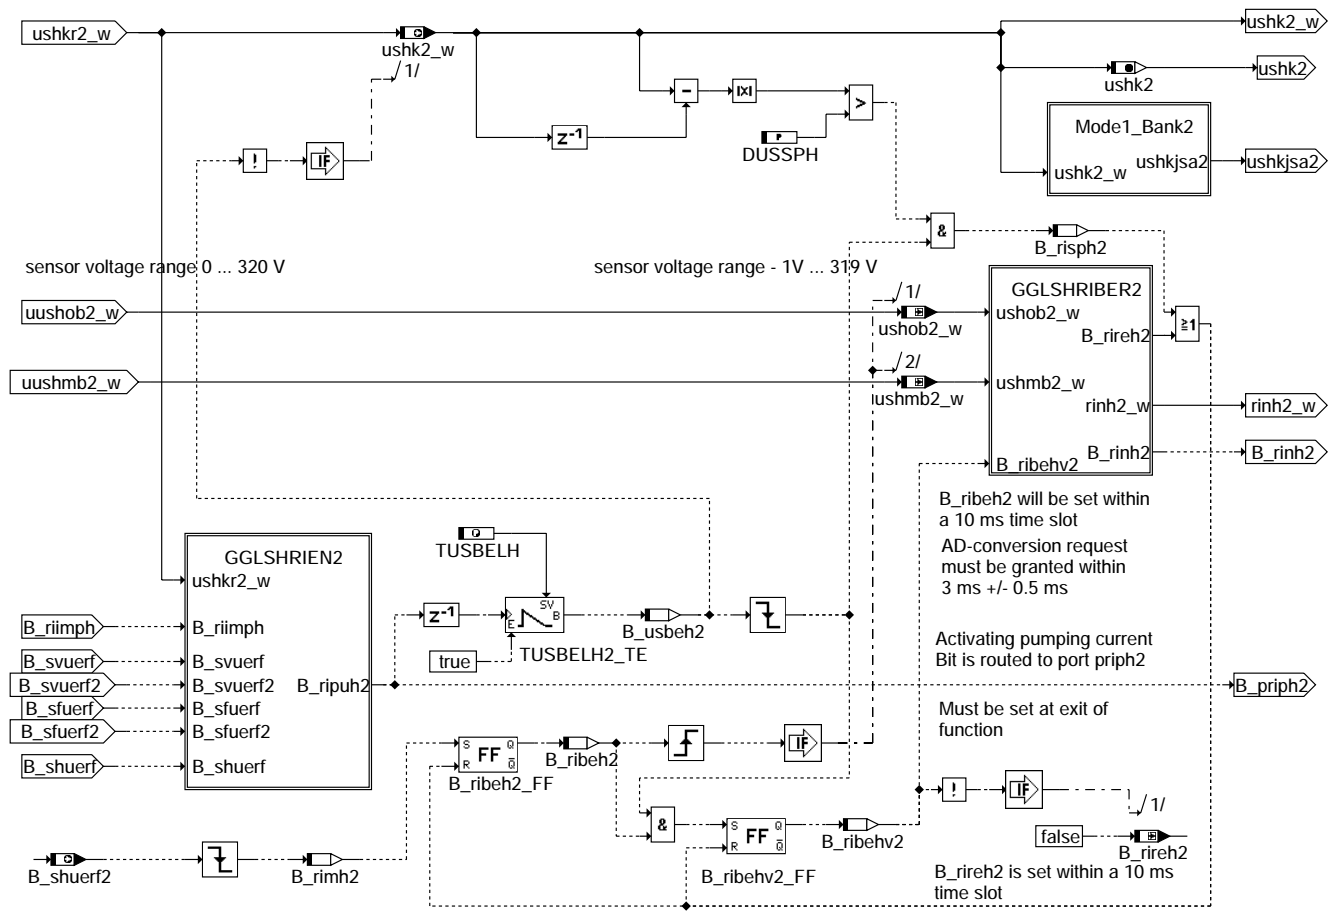 ushkr2_w
ushk2_w
/1/
ushk2_w
ushk2
ushk2
Mode1_Bank2
ushkjsa2
ushk2_w
ushkjsa2
-
|x|
>
z-1
P
DUSSPH
!
IF
&
B_risph2
sensor voltage range 0 ... 320 V
sensor voltage range - 1V ... 319 V
uushob2_w
/1/
ushob2_w
GGLSHRIBER2
ushob2_w
B_rireh2
≥1
uushmb2_w
/2/
ushmb2_w
ushmb2_w
rinh2_w
rinh2_w
B_rinh2
B_rinh2
B_ribehv2
B_ribeh2 will be set within
a 10 ms time slot
AD-conversion request
must be granted within
3 ms +/- 0.5 ms
GGLSHRIEN2
ushkr2_w
B_riimph
B_riimph
B_svuerf
B_svuerf
B_svuerf2
B_svuerf2
B_sfuerf
B_sfuerf
B_sfuerf2
B_sfuerf2
B_shuerf
B_shuerf
B_ripuh2
P
TUSBELH
z-1
SV
B
E
TUSBELH2_TE
true
B_usbeh2
Activating pumping current
Bit is routed to port priph2
B_priph2
Must be set at exit of
function
S
Q
FF
R
Q
B_ribeh2_FF
B_ribeh2
IF
&
S
Q
FF
R
Q
B_ribehv2_FF
B_ribehv2
!
IF
/1/
false
B_rireh2
B_rireh2 is set within a 10 ms
time slot
B_shuerf2
B_rimh2